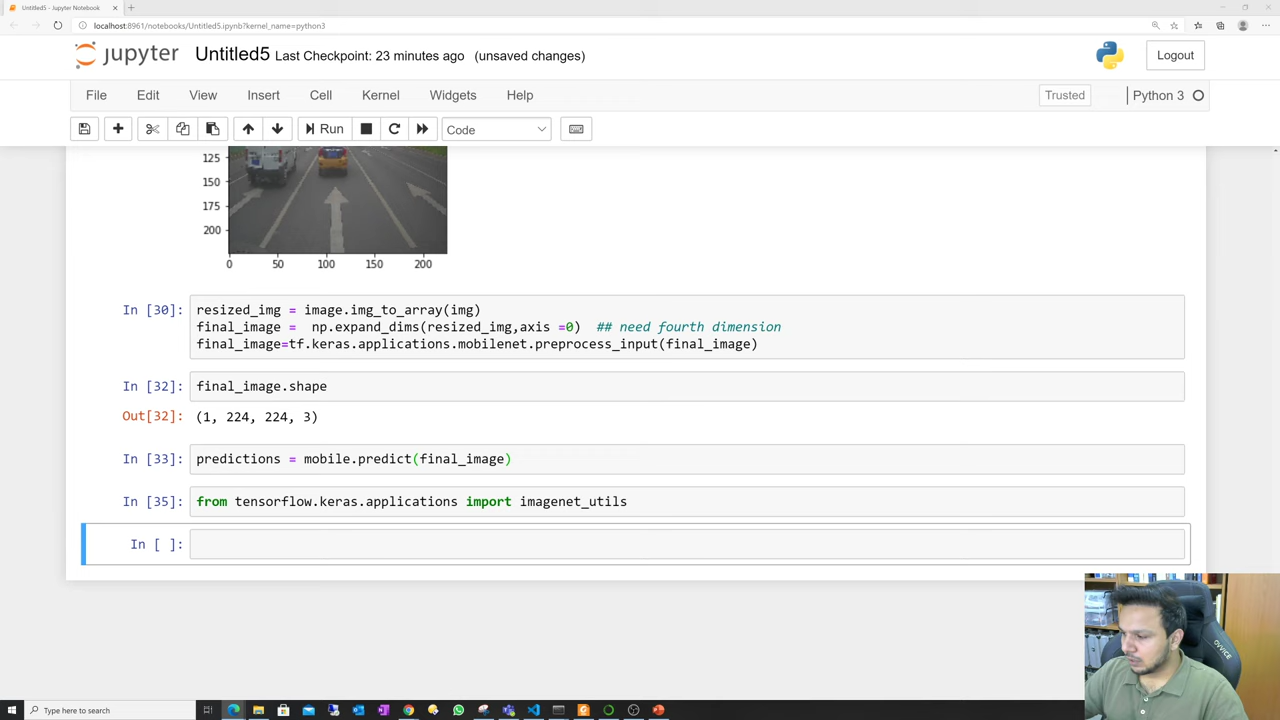 Untitled5 - Jupyter Notebook
localhost:8961/notebooks/Untitled5.ipynb?kernel_name=python3
jupyter Untitled5 Last Checkpoint: 23 minutes ago (unsaved changes)
Logout
File Edit View Insert Cell Kernel Widgets Help
Trusted Python 3
Run Code
125
150
175
200
0 50 100 150 200
In [30]: resized_img = image.img_to_array(img)
final_image = np.expand_dims(resized_img,axis =0) ## need fourth dimension
final_image=tf.keras.applications.mobilenet.preprocess_input(final_image)
In [32]: final_image.shape
Out[32]: (1, 224, 224, 3)
In [33]: predictions = mobile.predict(final_image)
In [35]: from tensorflow.keras.applications import imagenet_utils
In [ ]:
OVVICE
Type here to search